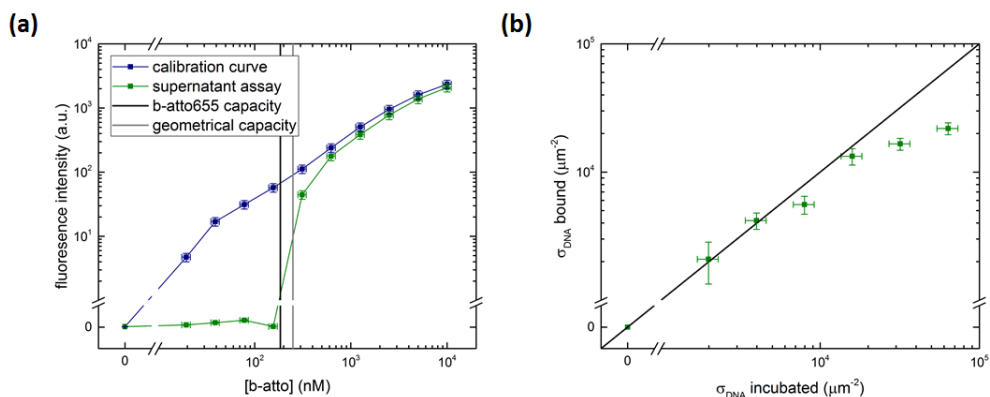 (a)
10⁴
10³
10²
10¹
0
fluoresence intensity (a.u.)
calibration curve
supernatant assay
b-atto655 capacity
geometrical capacity
0
10²
10³
10⁴
[b-atto] (nM)
(b)
10⁵
10⁴
0
σDNA bound (μm⁻²)
0
10⁴
10⁵
σDNA incubated (μm⁻²)